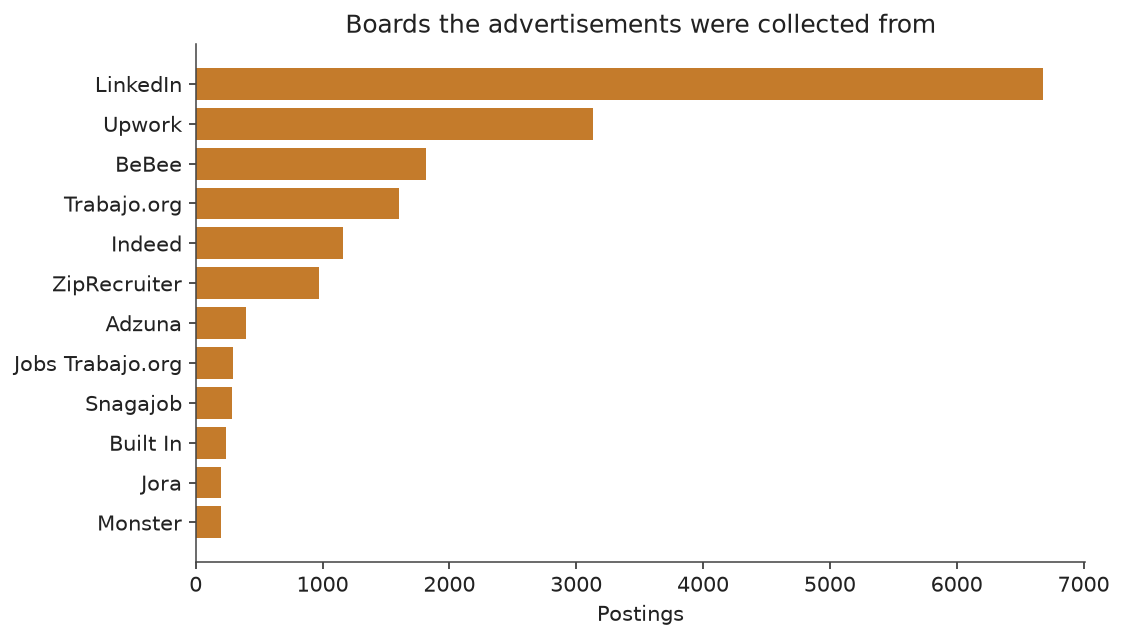 Boards the advertisements were collected from
LinkedIn
Upwork
BeBee
Trabajo.org
Indeed
ZipRecruiter
Adzuna
Jobs Trabajo.org
Snagajob
Built In
Jora
Monster
0 1000 2000 3000 4000 5000 6000 7000
Postings